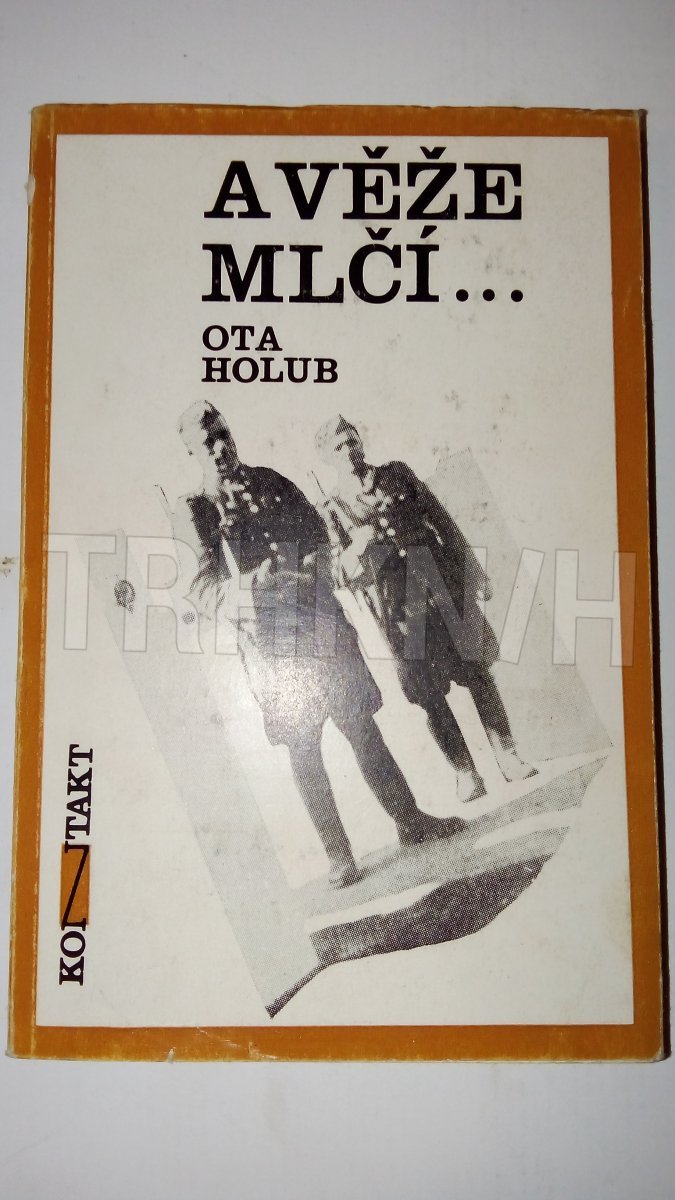 A VĚŽE
MLČÍ...
OTA
HOLUB
KONTAKT
TRHKNIH